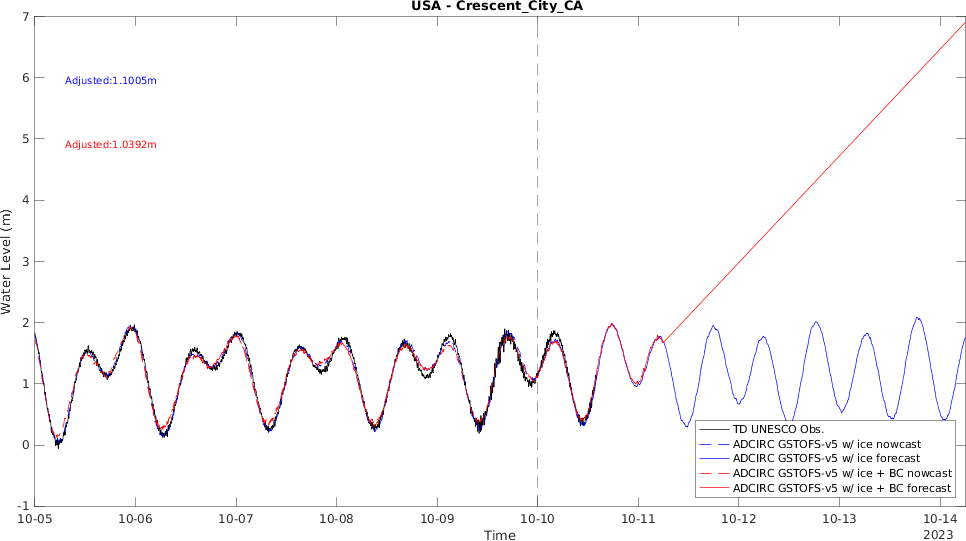 USA - Crescent_City_CA
7
6
5
4
3
2
1
0
-1
Water Level (m)
Adjusted:1.1005m
Adjusted:1.0392m
TD UNESCO Obs.
ADCIRC GSTOFS-v5 w/ ice nowcast
ADCIRC GSTOFS-v5 w/ ice forecast
ADCIRC GSTOFS-v5 w/ ice + BC nowcast
ADCIRC GSTOFS-v5 w/ ice + BC forecast
10-05 10-06 10-07 10-08 10-09 10-10 10-11 10-12 10-13 10-14
Time
2023